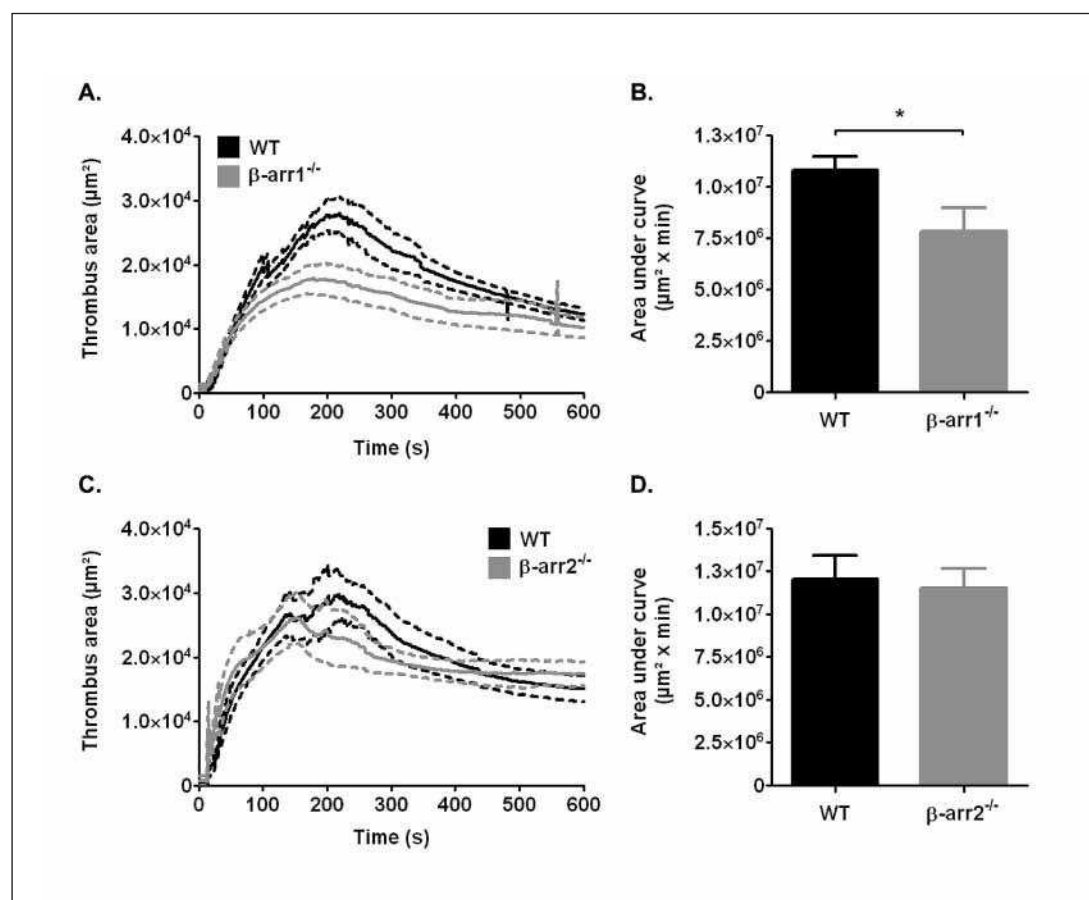 A.
Thrombus area (µm²)
4.0×10⁴
3.0×10⁴
2.0×10⁴
1.0×10⁴
0
WT
β-arr1⁻/⁻
0 100 200 300 400 500 600
Time (s)
B.
Area under curve
(µm² x min)
1.3×10⁷
1.0×10⁷
7.5×10⁶
5.0×10⁶
2.5×10⁶
0
*
WT β-arr1⁻/⁻
C.
Thrombus area (µm²)
4.0×10⁴
3.0×10⁴
2.0×10⁴
1.0×10⁴
0
WT
β-arr2⁻/⁻
0 100 200 300 400 500 600
Time (s)
D.
Area under curve
(µm² x min)
1.5×10⁷
1.3×10⁷
1.0×10⁷
7.5×10⁶
5.0×10⁶
2.5×10⁶
0
WT β-arr2⁻/⁻